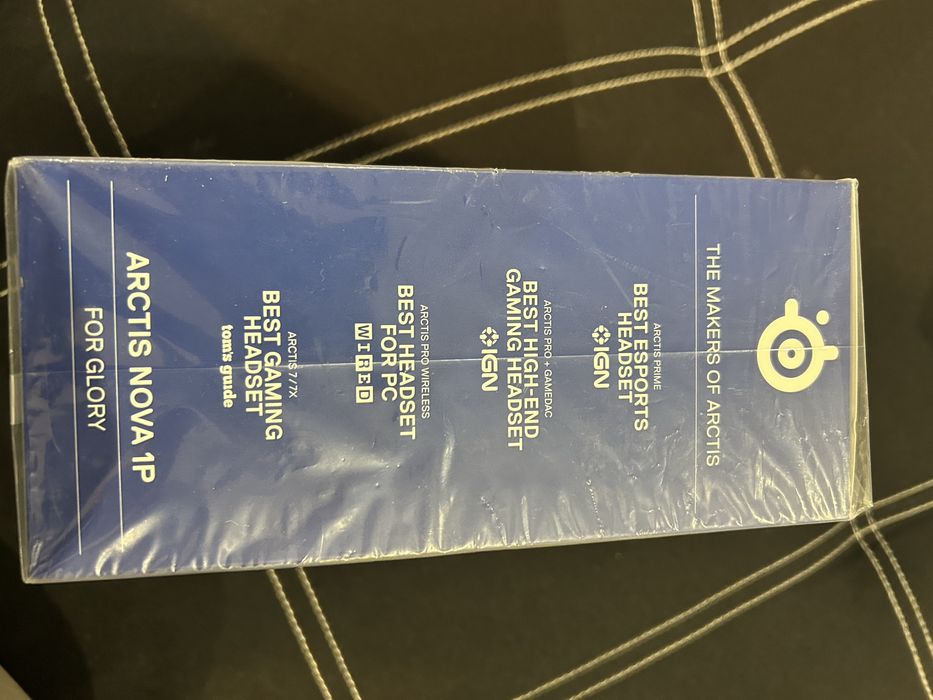 THE MAKERS OF ARCTIS
ARCTIS PRIME
BEST ESPORTS
HEADSET
IGN
ARCTIS PRO + GAMEDAC
BEST HIGH-END
GAMING HEADSET
IGN
ARCTIS PRO WIRELESS
BEST HEADSET
FOR PC
WIRED
ARCTIS 7/7X
BEST GAMING
HEADSET
tom's guide
ARCTIS NOVA 1P
FOR GLORY